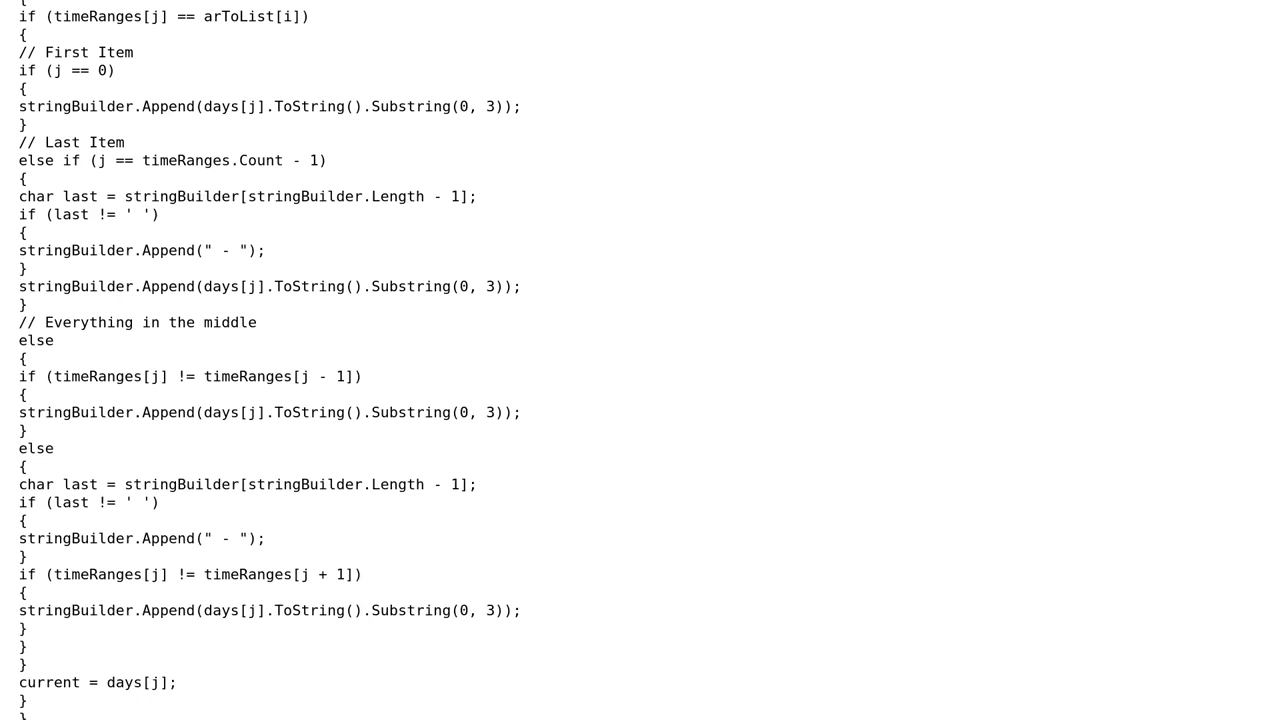 {
if (timeRanges[j] == arToList[i])
{
// First Item
if (j == 0)
{
stringBuilder.Append(days[j].ToString().Substring(0, 3));
}
// Last Item
else if (j == timeRanges.Count - 1)
{
char last = stringBuilder[stringBuilder.Length - 1];
if (last != ' ')
{
stringBuilder.Append(" - ");
}
stringBuilder.Append(days[j].ToString().Substring(0, 3));
}
// Everything in the middle
else
{
if (timeRanges[j] != timeRanges[j - 1])
{
stringBuilder.Append(days[j].ToString().Substring(0, 3));
}
else
{
char last = stringBuilder[stringBuilder.Length - 1];
if (last != ' ')
{
stringBuilder.Append(" - ");
}
if (timeRanges[j] != timeRanges[j + 1])
{
stringBuilder.Append(days[j].ToString().Substring(0, 3));
}
}
}
current = days[j];
}
}